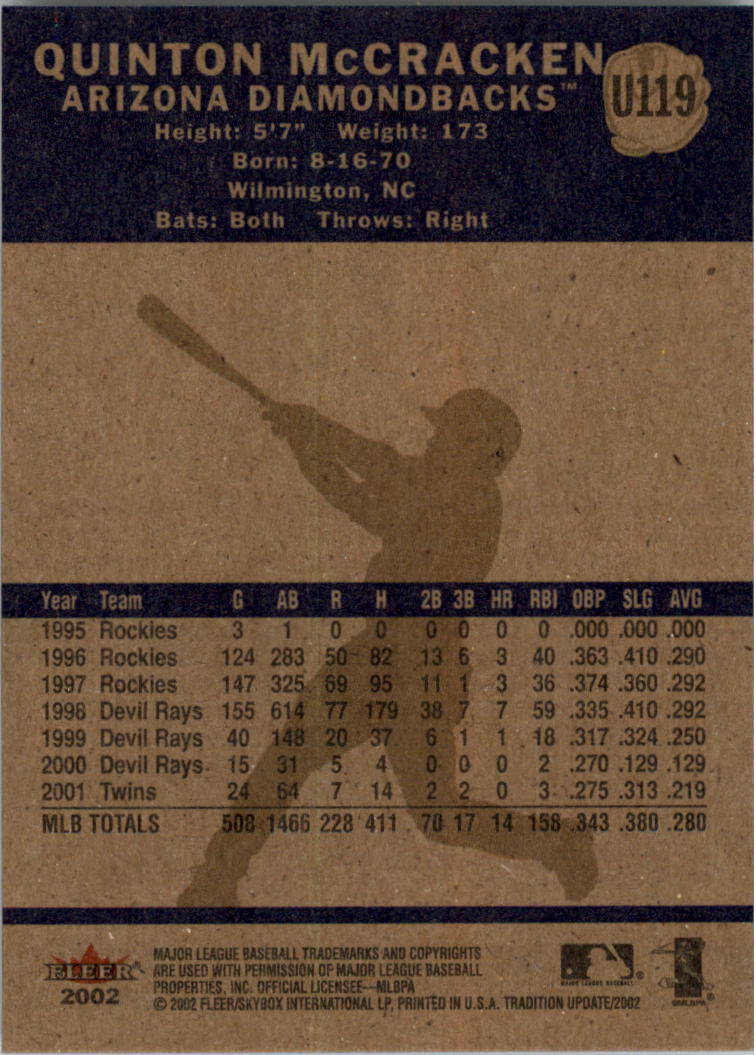 QUINTON McCRACKEN
ARIZONA DIAMONDBACKS™
U119
Height: 5'7" Weight: 173
Born: 8-16-70
Wilmington, NC
Bats: Both Throws: Right
Year Team G AB R H 2B 3B HR RBI OBP SLG AVG
1995 Rockies 3 1 0 0 0 0 0 0 .000 .000 .000
1996 Rockies 124 283 50 82 13 6 3 40 .363 .410 .290
1997 Rockies 147 325 69 95 11 1 3 36 .374 .360 .292
1998 Devil Rays 155 614 77 179 38 7 7 59 .335 .410 .292
1999 Devil Rays 40 148 20 37 6 1 1 18 .317 .324 .250
2000 Devil Rays 15 31 5 4 0 0 0 2 .270 .129 .129
2001 Twins 24 64 7 14 2 2 0 3 .275 .313 .219
MLB TOTALS 508 1466 228 411 70 17 14 158 .343 .380 .280
FLEER®
2002
MAJOR LEAGUE BASEBALL TRADEMARKS AND COPYRIGHTS
ARE USED WITH PERMISSION OF MAJOR LEAGUE BASEBALL
PROPERTIES, INC. OFFICIAL LICENSEE—MLBPA
© 2002 FLEER/SKYBOX INTERNATIONAL LP, PRINTED IN U.S.A. TRADITION UPDATE/2002
MAJOR LEAGUE BASEBALL ®
©MLBPA ®